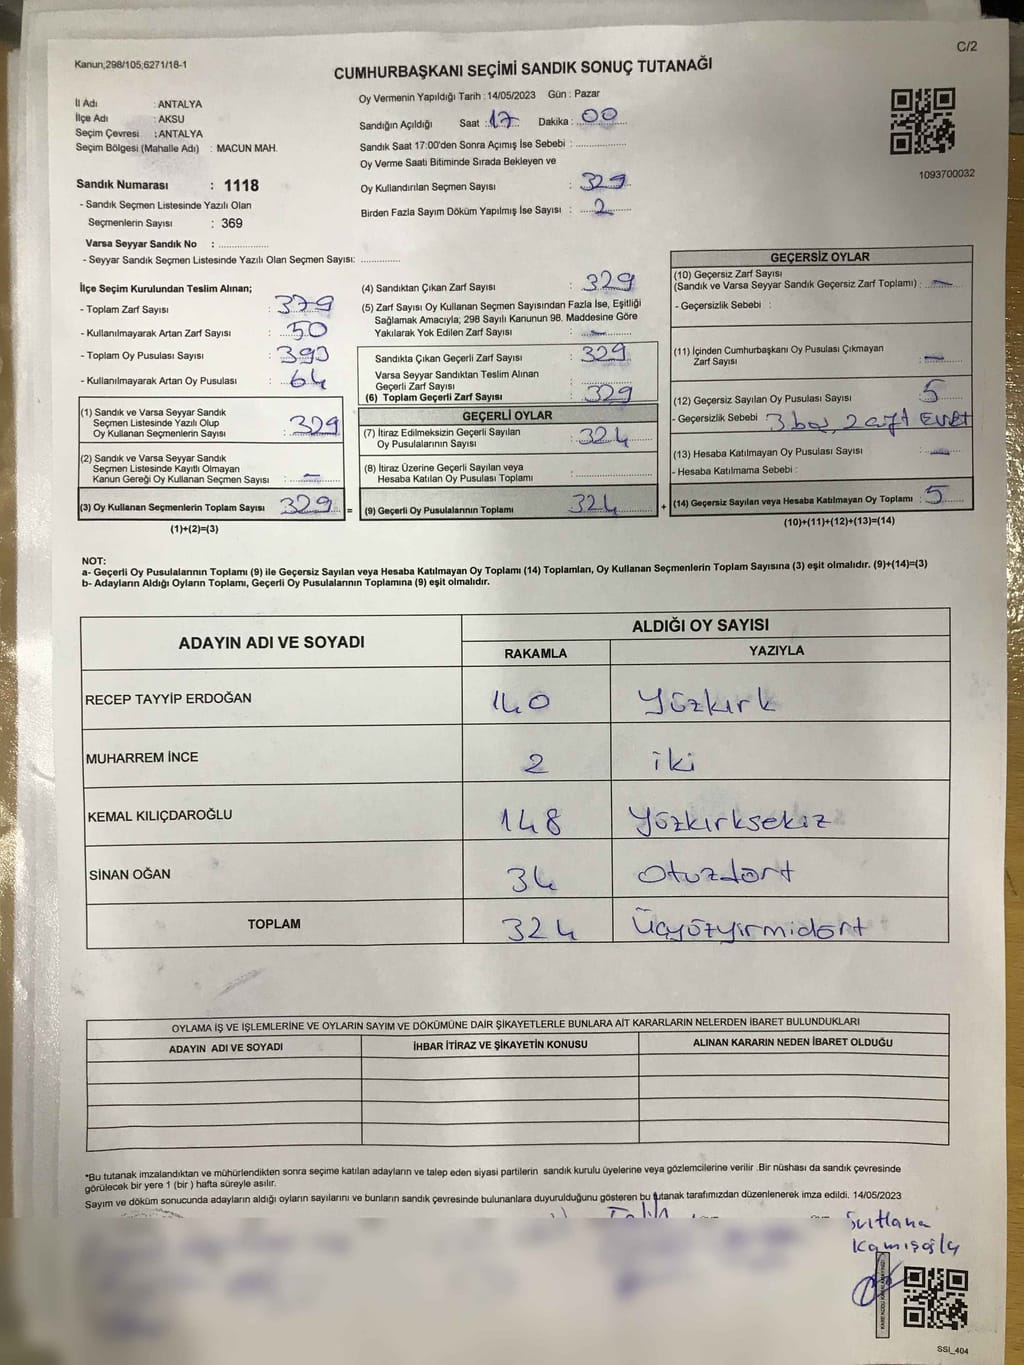 C/2
Kanun,298/105;6271/18-1
CUMHURBAŞKANI SEÇİMİ SANDIK SONUÇ TUTANAĞI
İl Adı : ANTALYA
İlçe Adı : AKSU
Seçim Çevresi : ANTALYA
Seçim Bölgesi (Mahalle Adı) : MACUN MAH.
Sandık Numarası : 1118
- Sandık Seçmen Listesinde Yazılı Olan
Seçmenlerin Sayısı : 369
Varsa Seyyar Sandık No :
- Seyyar Sandık Seçmen Listesinde Yazılı Olan Seçmen Sayısı:
Oy Vermenin Yapıldığı Tarih : 14/05/2023 Gün : Pazar
Sandığın Açıldığı Saat : 17 Dakika : 00
Sandık Saat 17:00'den Sonra Açımış İse Sebebi :
Oy Verme Saati Bitiminde Sırada Bekleyen ve
Oy Kullandırılan Seçmen Sayısı : 329
Birden Fazla Sayım Döküm Yapılmış İse Sayısı : 2
1093700032
İlçe Seçim Kurulundan Teslim Alınan;
- Toplam Zarf Sayısı : 379
- Kullanılmayarak Artan Zarf Sayısı : 50
- Toplam Oy Pusulası Sayısı : 393
- Kullanılmayarak Artan Oy Pusulası : 64
(1) Sandık ve Varsa Seyyar Sandık
Seçmen Listesinde Yazılı Olup
Oy Kullanan Seçmenlerin Sayısı : 329
(2) Sandık ve Varsa Seyyar Sandık
Seçmen Listesinde Kayıtlı Olmayan
Kanun Gereği Oy Kullanan Seçmen Sayısı : —
(3) Oy Kullanan Seçmenlerin Toplam Sayısı 329 =
(1)+(2)=(3)
(4) Sandıktan Çıkan Zarf Sayısı : 329
(5) Zarf Sayısı Oy Kullanan Seçmen Sayısından Fazla İse, Eşitliği
Sağlamak Amacıyla; 298 Sayılı Kanunun 98. Maddesine Göre
Yakılarak Yok Edilen Zarf Sayısı : —
Sandıkta Çıkan Geçerli Zarf Sayısı : 329
Varsa Seyyar Sandıktan Teslim Alınan
Geçerli Zarf Sayısı :
(6) Toplam Geçerli Zarf Sayısı : 329
GEÇERLİ OYLAR
(7) İtiraz Edilmeksizin Geçerli Sayılan
Oy Pusulalarının Sayısı : 324
(8) İtiraz Üzerine Geçerli Sayılan veya
Hesaba Katılan Oy Pusulası Toplamı :
(9) Geçerli Oy Pusulalarının Toplamı 324 +
GEÇERSİZ OYLAR
(10) Geçersiz Zarf Sayısı
(Sandık ve Varsa Seyyar Sandık Geçersiz Zarf Toplamı) : —
- Geçersizlik Sebebi :
(11) İçinden Cumhurbaşkanı Oy Pusulası Çıkmayan
Zarf Sayısı : —
(12) Geçersiz Sayılan Oy Pusulası Sayısı : 5
- Geçersizlik Sebebi 3 boş, 2 çift Evet
(13) Hesaba Katılmayan Oy Pusulası Sayısı : —
- Hesaba Katılmama Sebebi :
(14) Geçersiz Sayılan veya Hesaba Katılmayan Oy Toplamı : 5
(10)+(11)+(12)+(13)=(14)
NOT:
a- Geçerli Oy Pusulalarının Toplamı (9) ile Geçersiz Sayılan veya Hesaba Katılmayan Oy Toplamı (14) Toplamları, Oy Kullanan Seçmenlerin Toplam Sayısına (3) eşit olmalıdır. (9)+(14)=(3)
b- Adayların Aldığı Oyların Toplamı, Geçerli Oy Pusulalarının Toplamına (9) eşit olmalıdır.
ADAYIN ADI VE SOYADI ALDIĞI OY SAYISI
RAKAMLA YAZIYLA
RECEP TAYYİP ERDOĞAN 140 Yüzkırk
MUHARREM İNCE 2 iki
KEMAL KILIÇDAROĞLU 148 Yüzkırksekiz
SİNAN OĞAN 34 Otuzdört
TOPLAM 324 Üçyüzyirmidört
OYLAMA İŞ VE İŞLEMLERİNE VE OYLARIN SAYIM VE DÖKÜMÜNE DAİR ŞİKAYETLERLE BUNLARA AİT KARARLARIN NELERDEN İBARET BULUNDUKLARI
ADAYIN ADI VE SOYADI İHBAR İTİRAZ VE ŞİKAYETİN KONUSU ALINAN KARARIN NEDEN İBARET OLDUĞU
*Bu tutanak imzalandıktan ve mühürlendikten sonra seçime katılan adayların ve talep eden siyasi partilerin sandık kurulu üyelerine veya gözlemcilerine verilir .Bir nüshası da sandık çevresinde
görülecek bir yere 1 (bir ) hafta süreyle asılır.
Sayım ve döküm sonucunda adayların aldığı oyların sayılarını ve bunların sandık çevresinde bulunanlara duyurulduğunu gösteren bu tutanak tarafımızdan düzenlenerek imza edildi. 14/05/2023
Svitlana
SSI_404